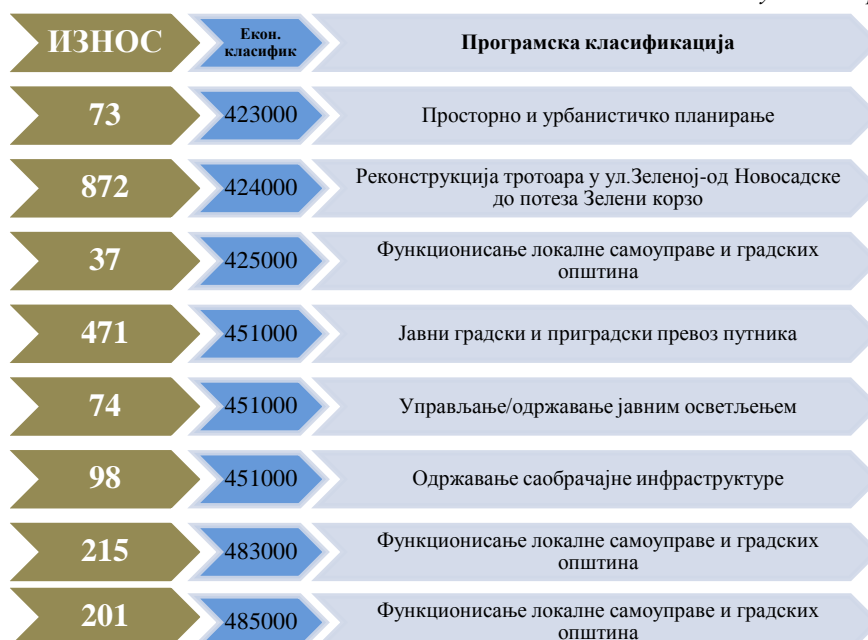 ИЗНОС
Екон.
класифик
Програмска класификација
73
423000
Просторно и урбанистичко планирање
872
424000
Реконструкција тротоара у ул.Зеленој-од Новосадске
до потеза Зелени корзо
37
425000
Функционисање локалне самоуправе и градских
општина
471
451000
Јавни градски и приградски превоз путника
74
451000
Управљање/одржавање јавним осветљењем
98
451000
Одржавање саобрачајне инфраструктуре
215
483000
Функционисање локалне самоуправе и градских
општина
201
485000
Функционисање локалне самоуправе и градских
општина